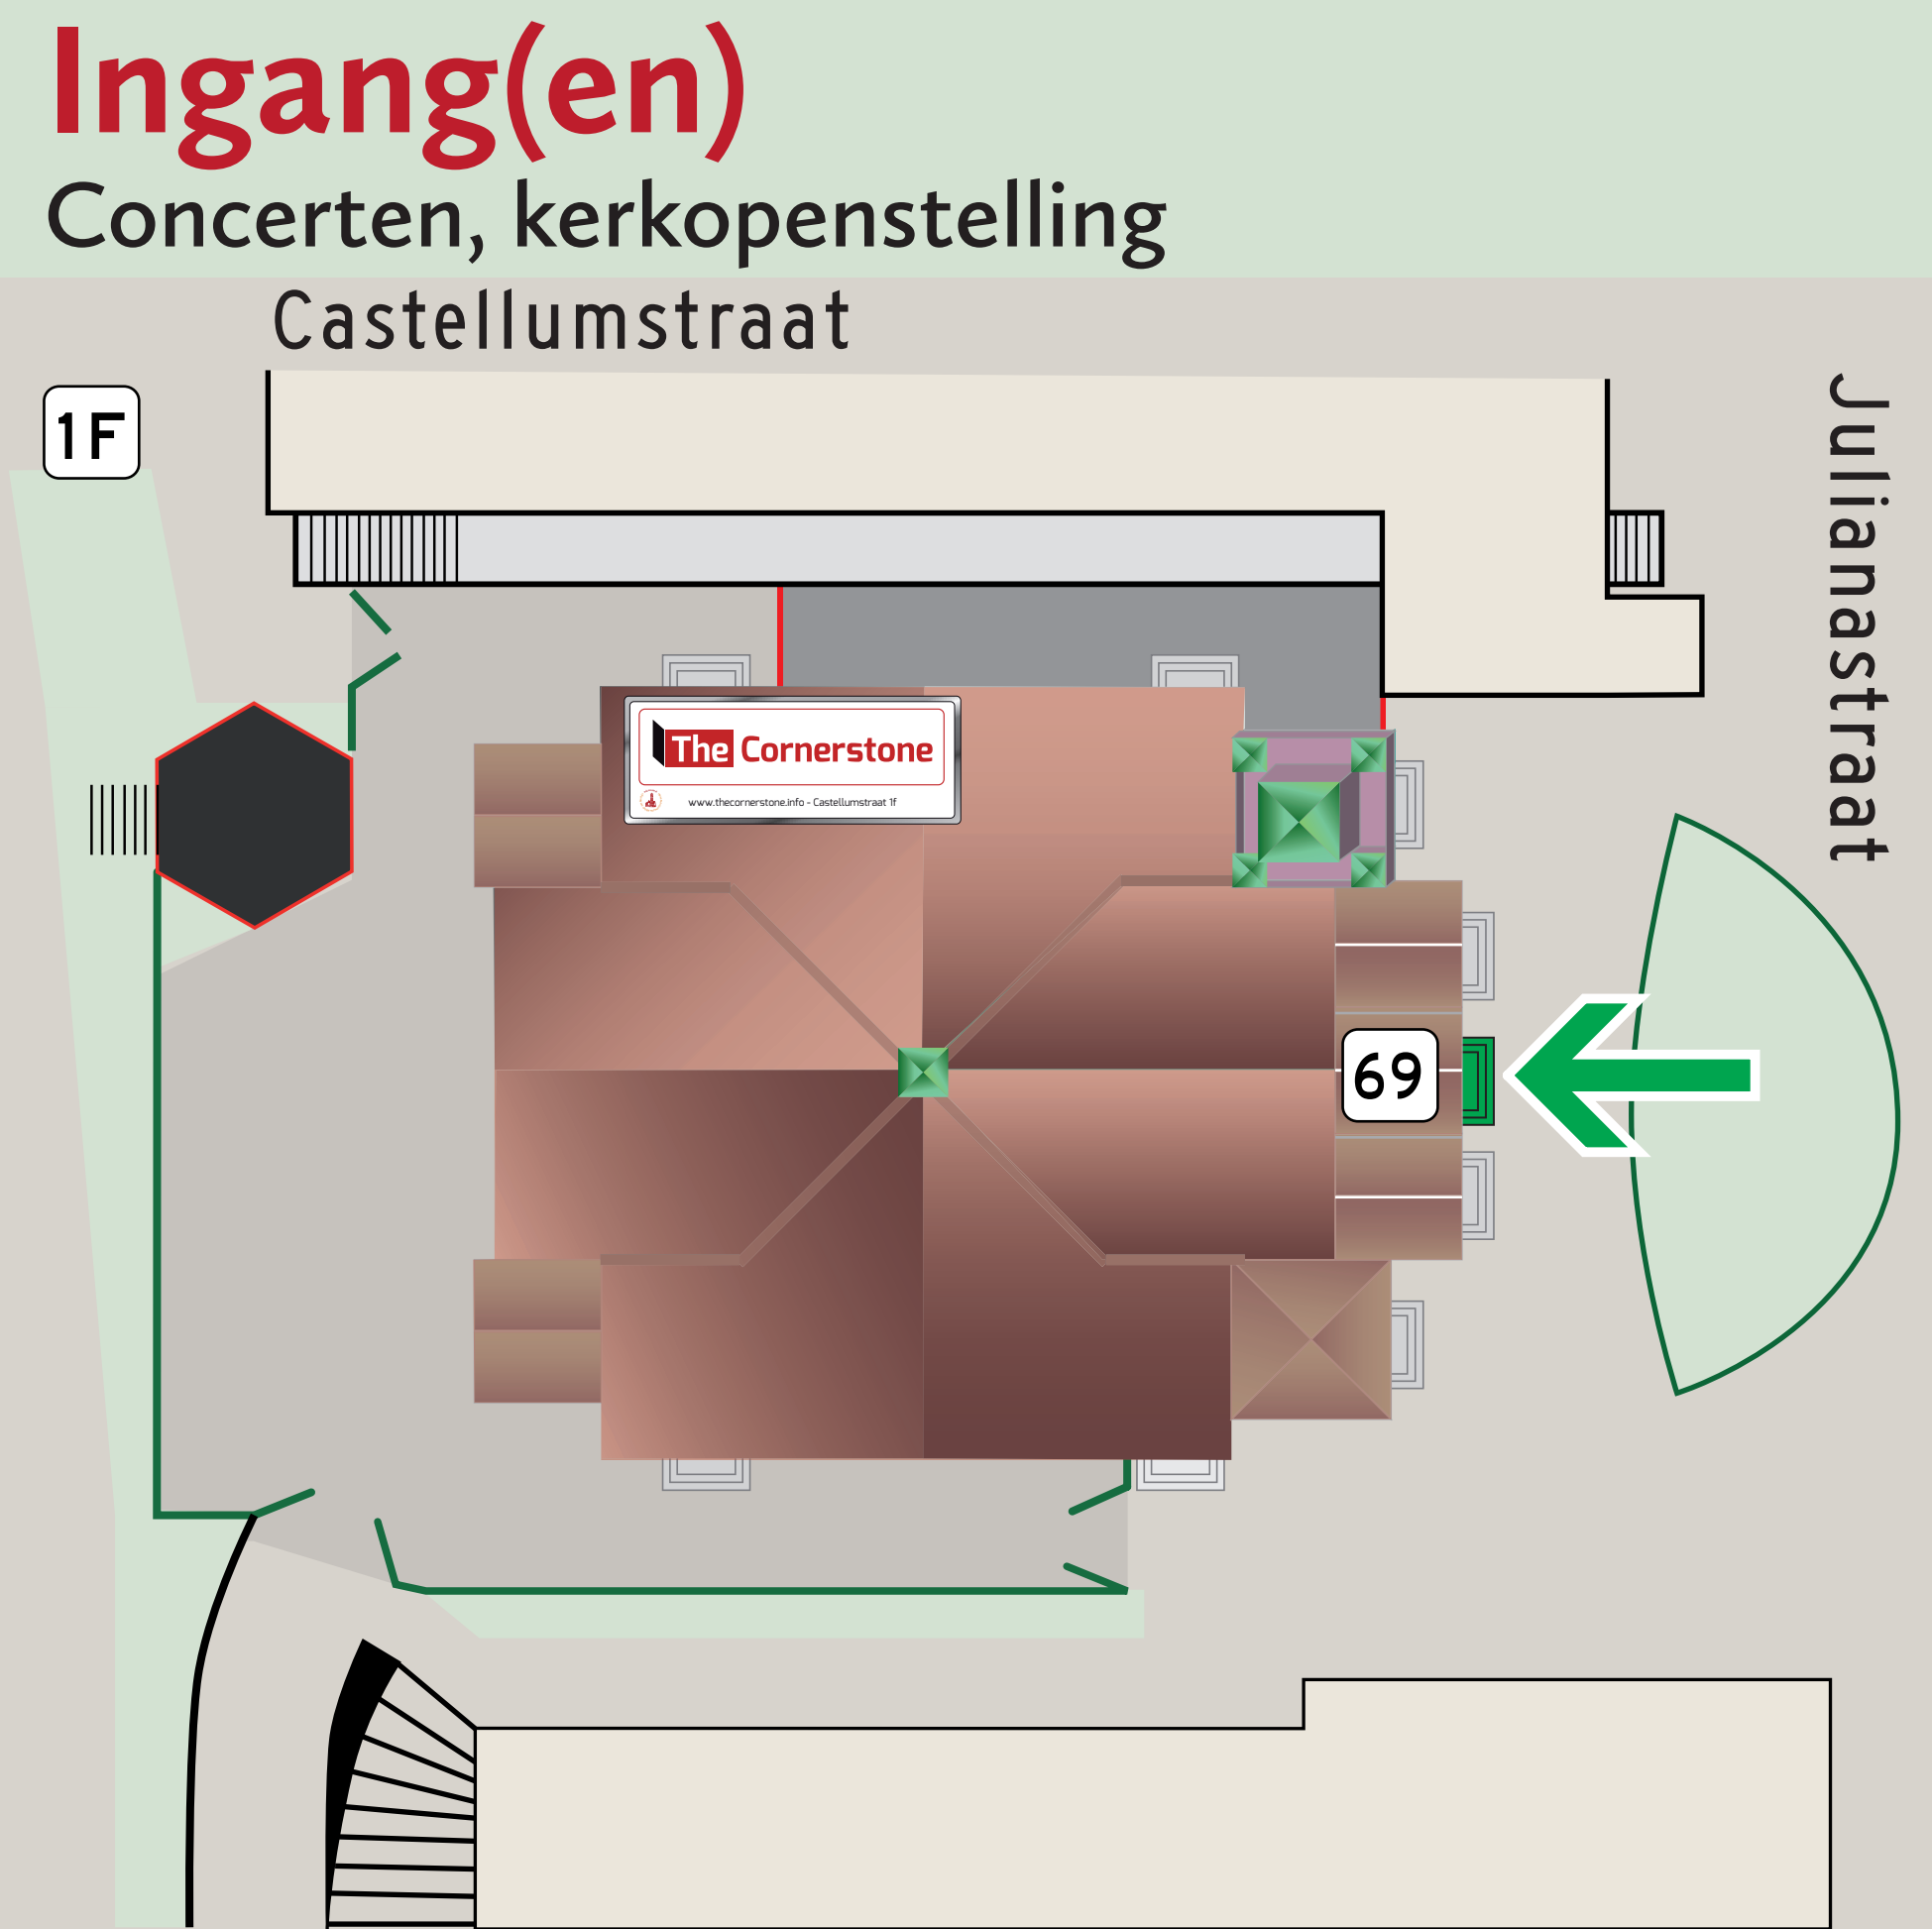 Ingang(en)
Concerten, kerkopenstelling
Castellumstraat
1F
Julianastraat
The Cornerstone
www.thecornerstone.info - Castellumstraat 1f
69